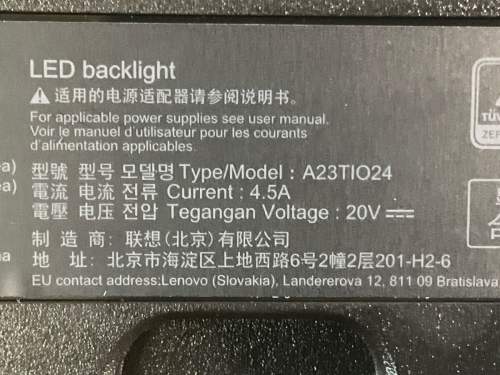 LED backlight
⚠ 适用的电源适配器请参阅说明书。
For applicable power supplies see user manual.
Voir le manuel d'utilisateur pour les courants
d'alimentation applicables.
ea) 型號 型号 모델명 Type/Model : A23TIO24
ea) 電流 电流 전류 Current : 4.5A
電壓 电压 전압 Tegangan Voltage : 20V
制 造 商: 联想(北京)有限公司
na 地 址: 北京市海淀区上地西路6号2幢2层201-H2-6
EU contact address:Lenovo (Slovakia), Landererova 12, 811 09 Bratislava
TÜV
ZER